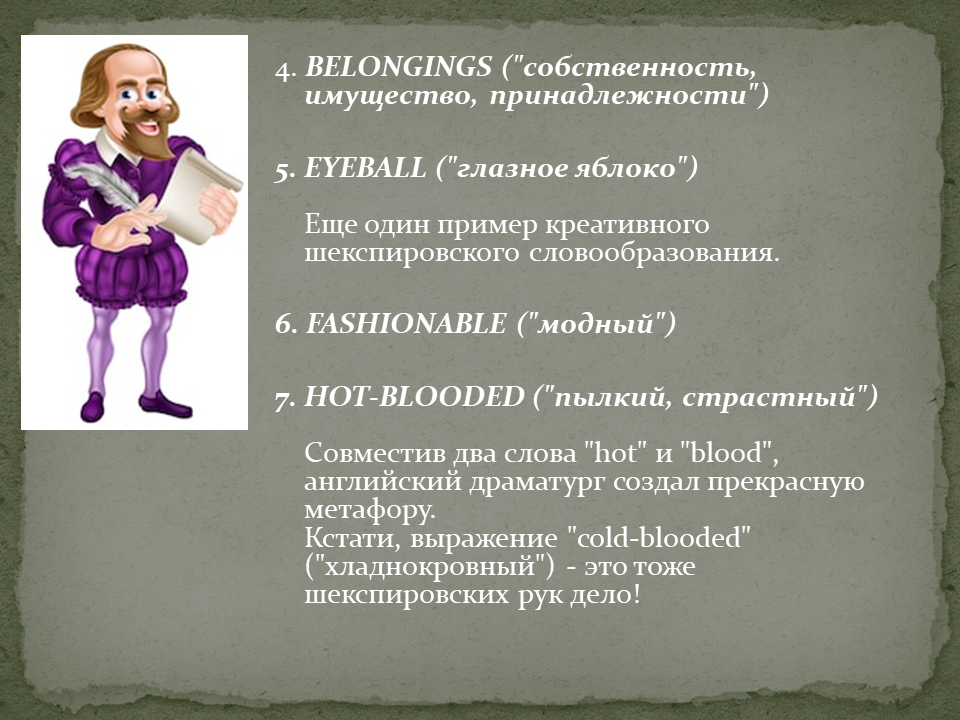 4. BELONGINGS ("собственность,
имущество, принадлежности")
5. EYEBALL ("глазное яблоко")
Еще один пример креативного
шекспировского словообразования.
6. FASHIONABLE ("модный")
7. HOT-BLOODED ("пылкий, страстный")
Совместив два слова "hot" и "blood",
английский драматург создал прекрасную
метафору.
Кстати, выражение "cold-blooded"
("хладнокровный") - это тоже
шекспировских рук дело!